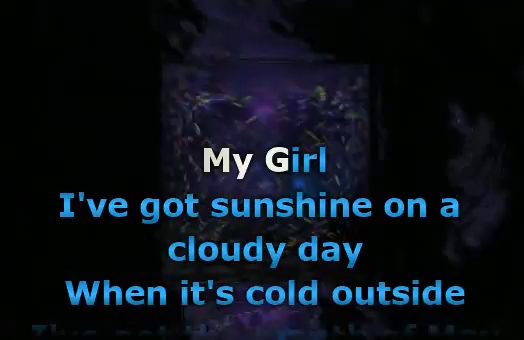 My Girl
I've got sunshine on a
cloudy day
When it's cold outside